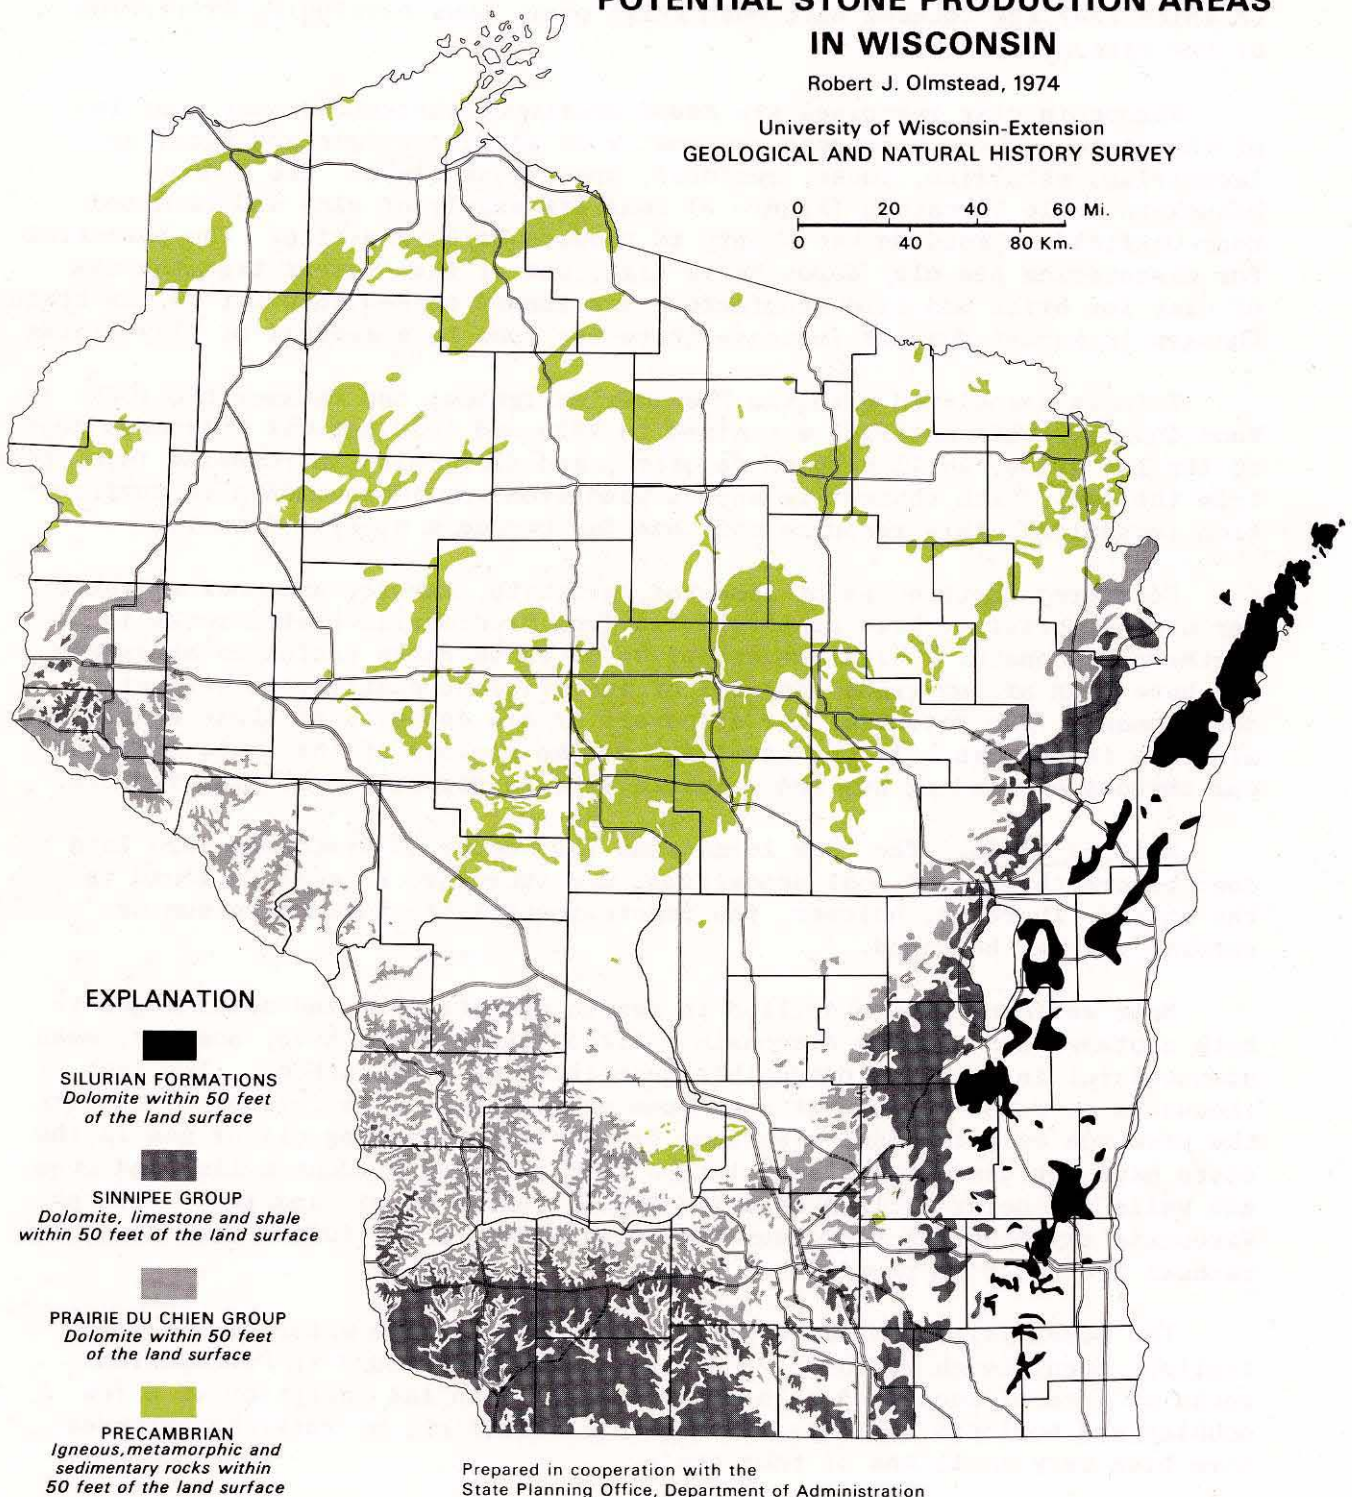 POTENTIAL STONE PRODUCTION AREAS
IN WISCONSIN
Robert J. Olmstead, 1974
University of Wisconsin-Extension
GEOLOGICAL AND NATURAL HISTORY SURVEY
0 20 40 60 Mi.
0 40 80 Km.
EXPLANATION
SILURIAN FORMATIONS
Dolomite within 50 feet
of the land surface
SINNIPEE GROUP
Dolomite, limestone and shale
within 50 feet of the land surface
PRAIRIE DU CHIEN GROUP
Dolomite within 50 feet
of the land surface
PRECAMBRIAN
Igneous,metamorphic and
sedimentary rocks within
50 feet of the land surface
Prepared in cooperation with the
State Planning Office, Department of Administration